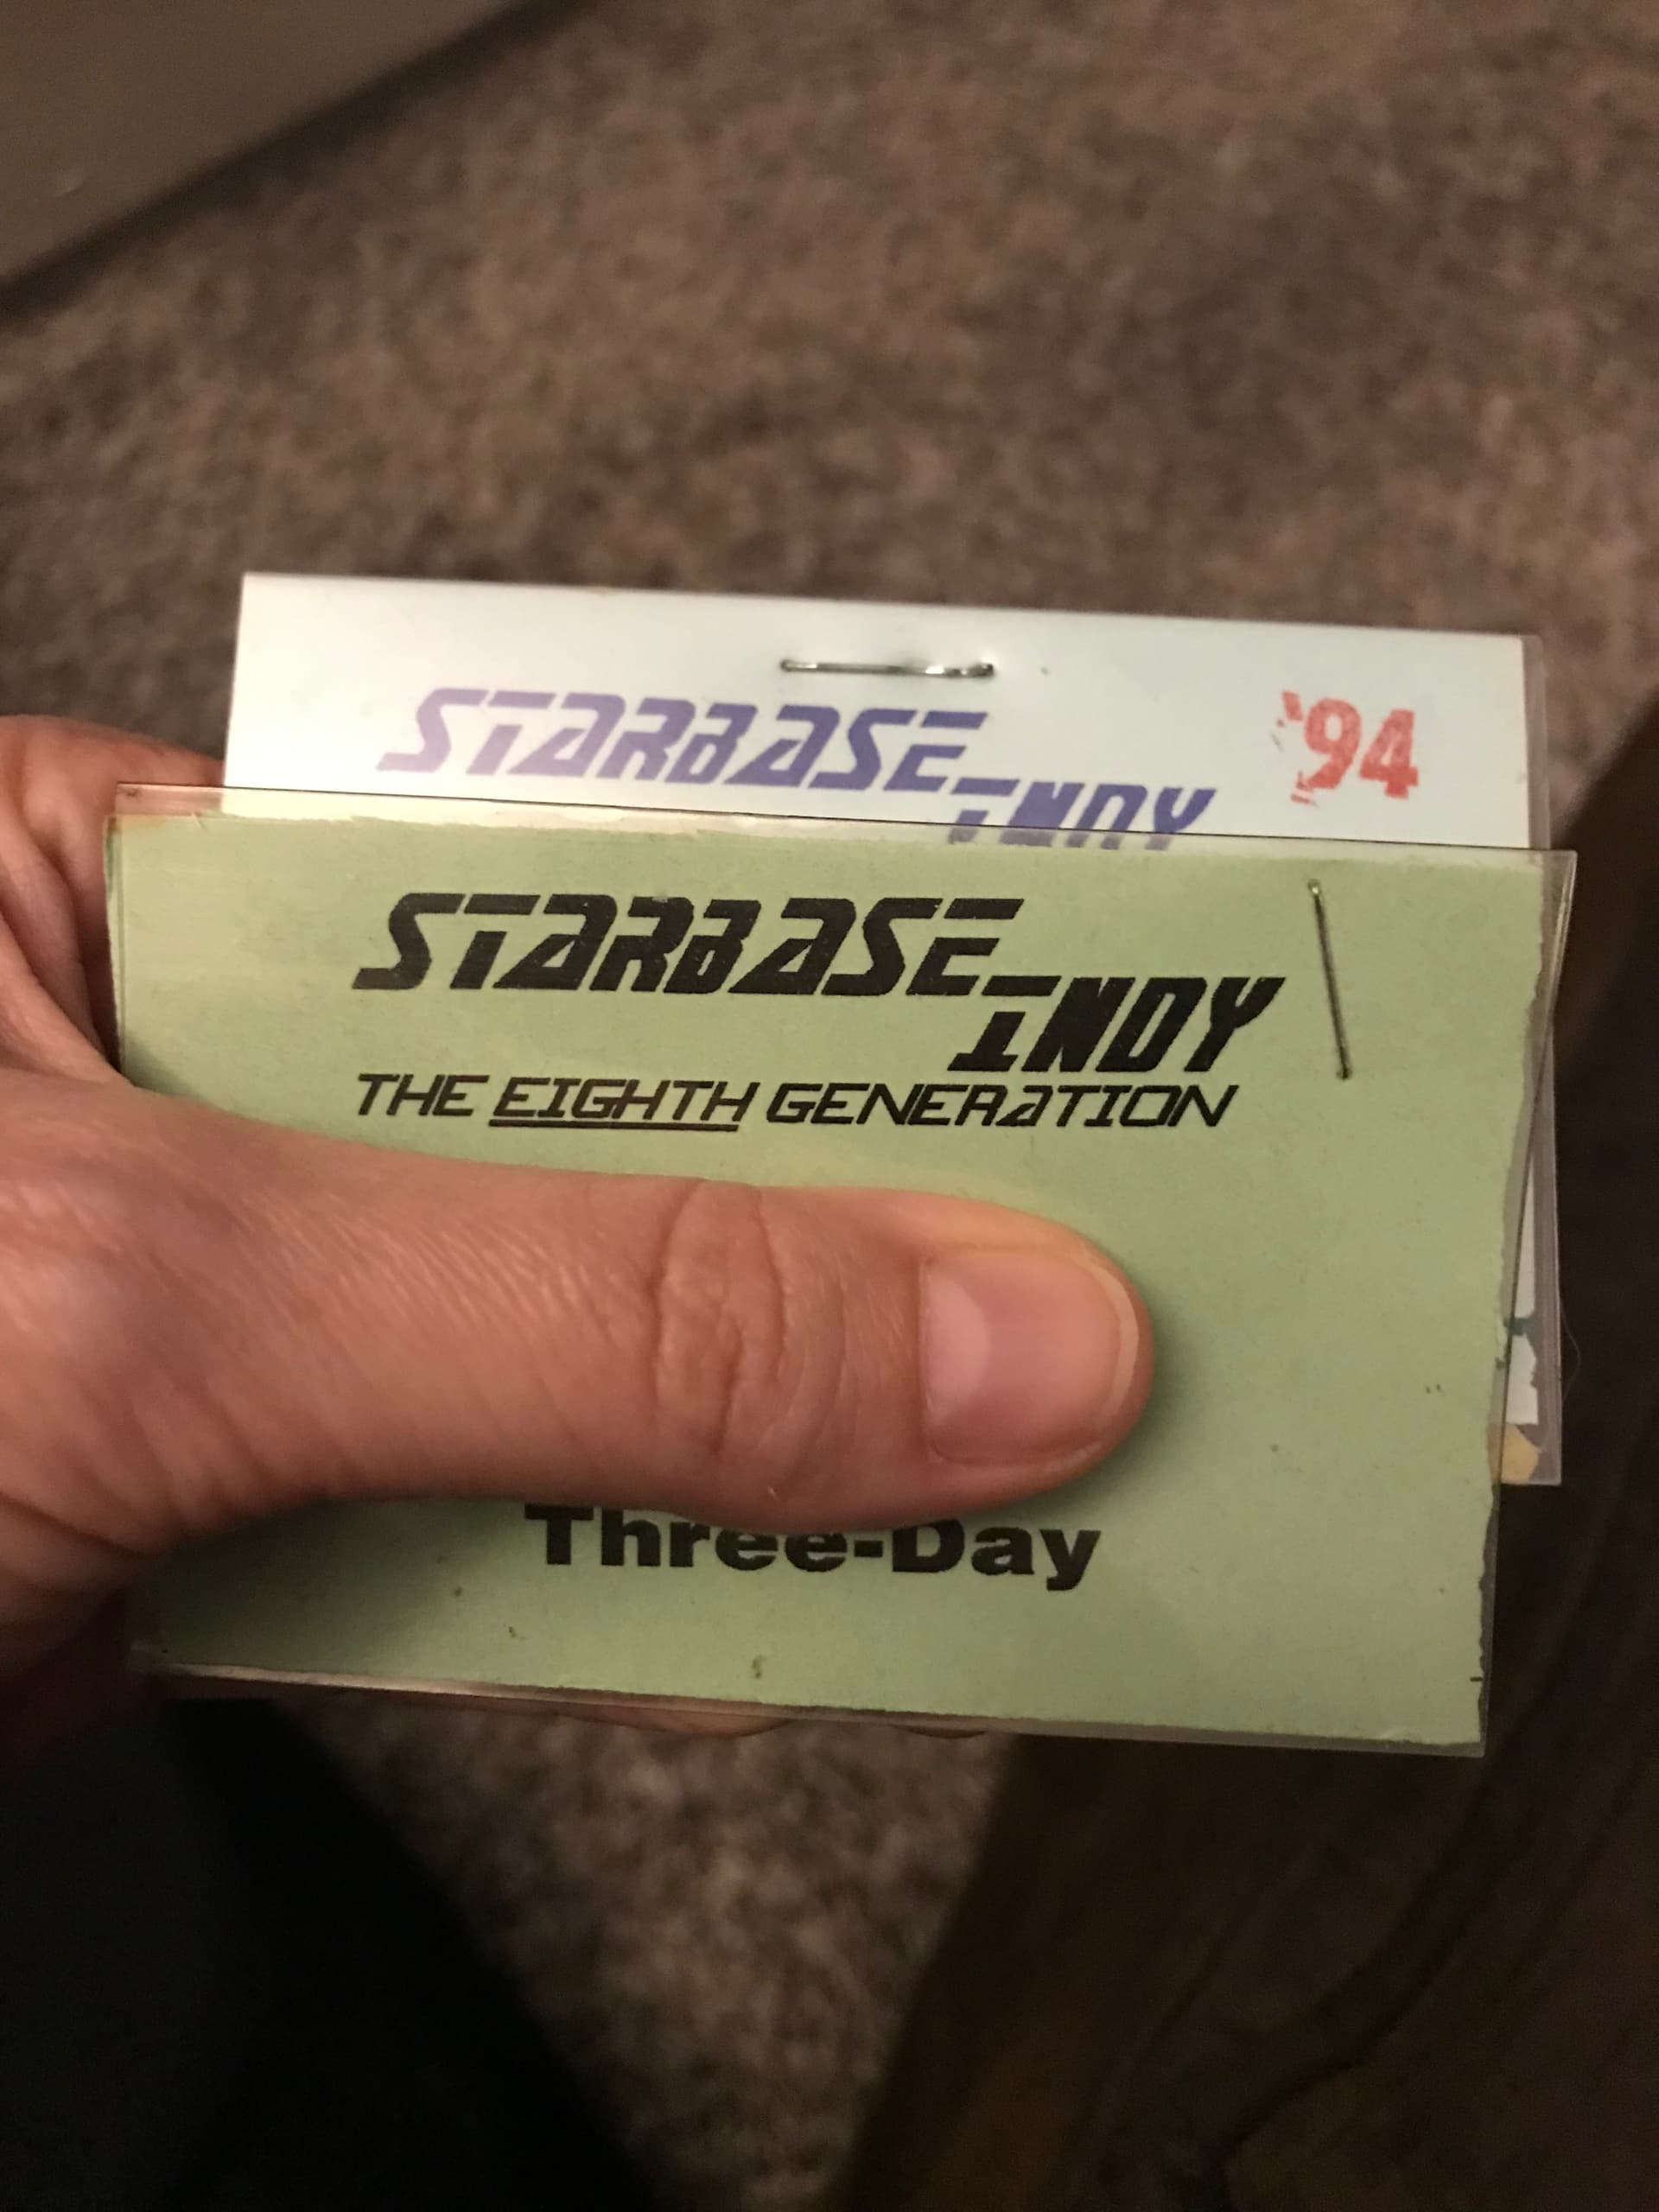 STARBASE '94
INDY
STARBASE
INDY
THE EIGHTH GENERATION
Three-Day